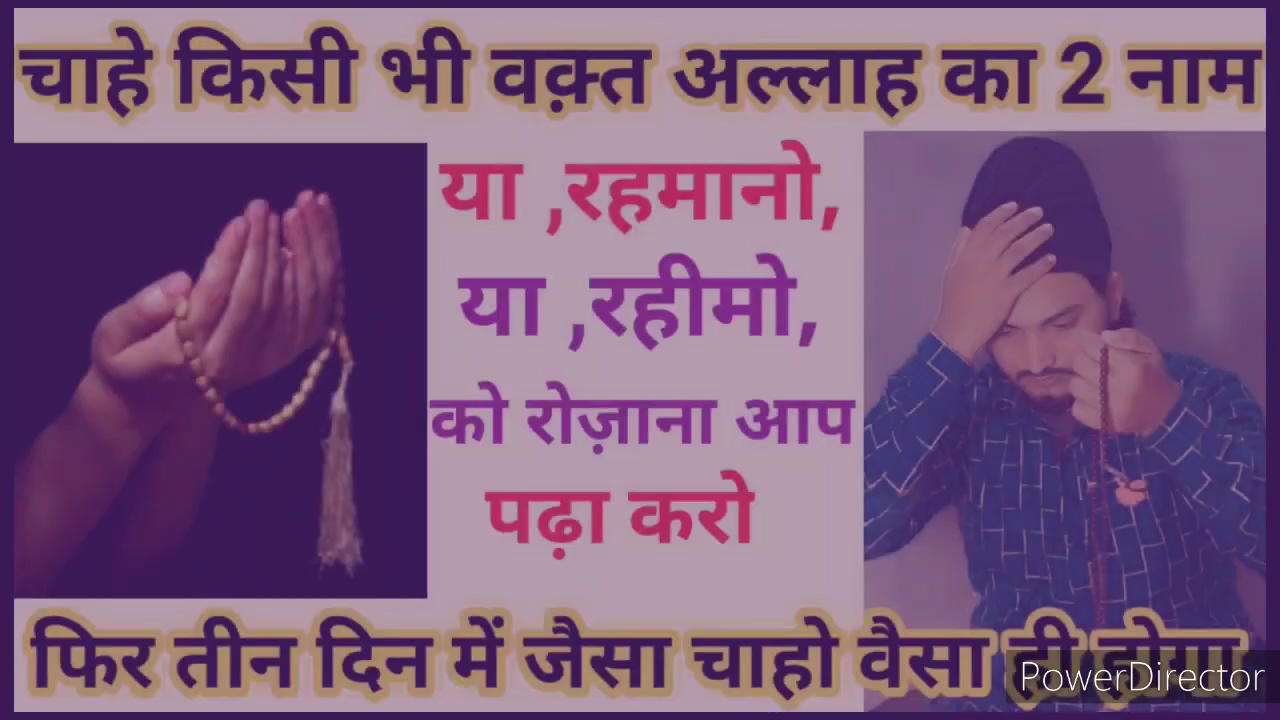 चाहे किसी भी वक़्त अल्लाह का 2 नाम
या ,रहमानो,
या ,रहीमो,
को रोज़ाना आप
पढ़ा करो
फिर तीन दिन में जैसा चाहो वैसा ही होगा
PowerDirector